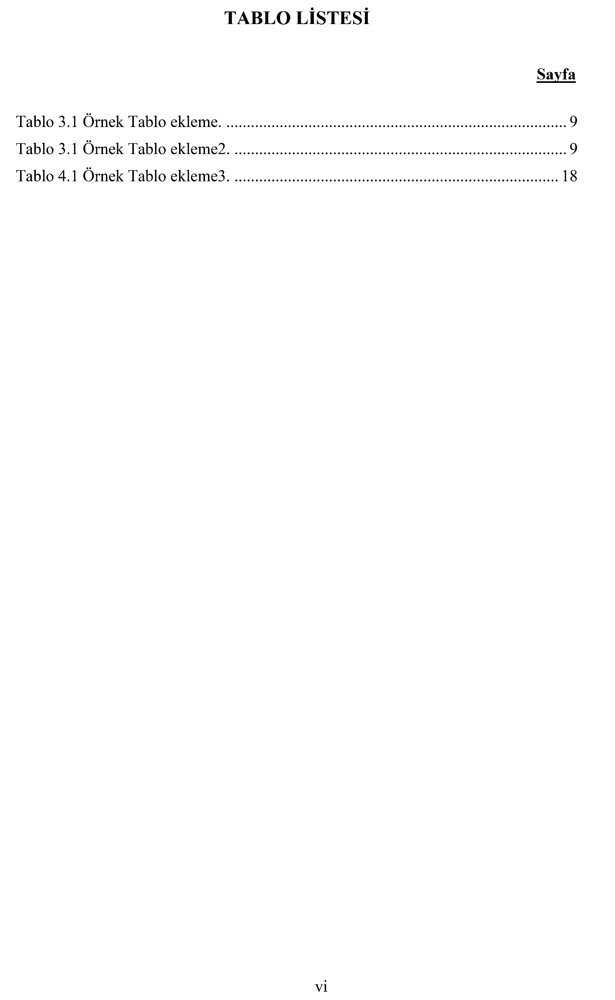 TABLO LİSTESİ
Sayfa
Tablo 3.1 Örnek Tablo ekleme. ................................................................................... 9
Tablo 3.1 Örnek Tablo ekleme2. ................................................................................. 9
Tablo 4.1 Örnek Tablo ekleme3. ............................................................................... 18
vi